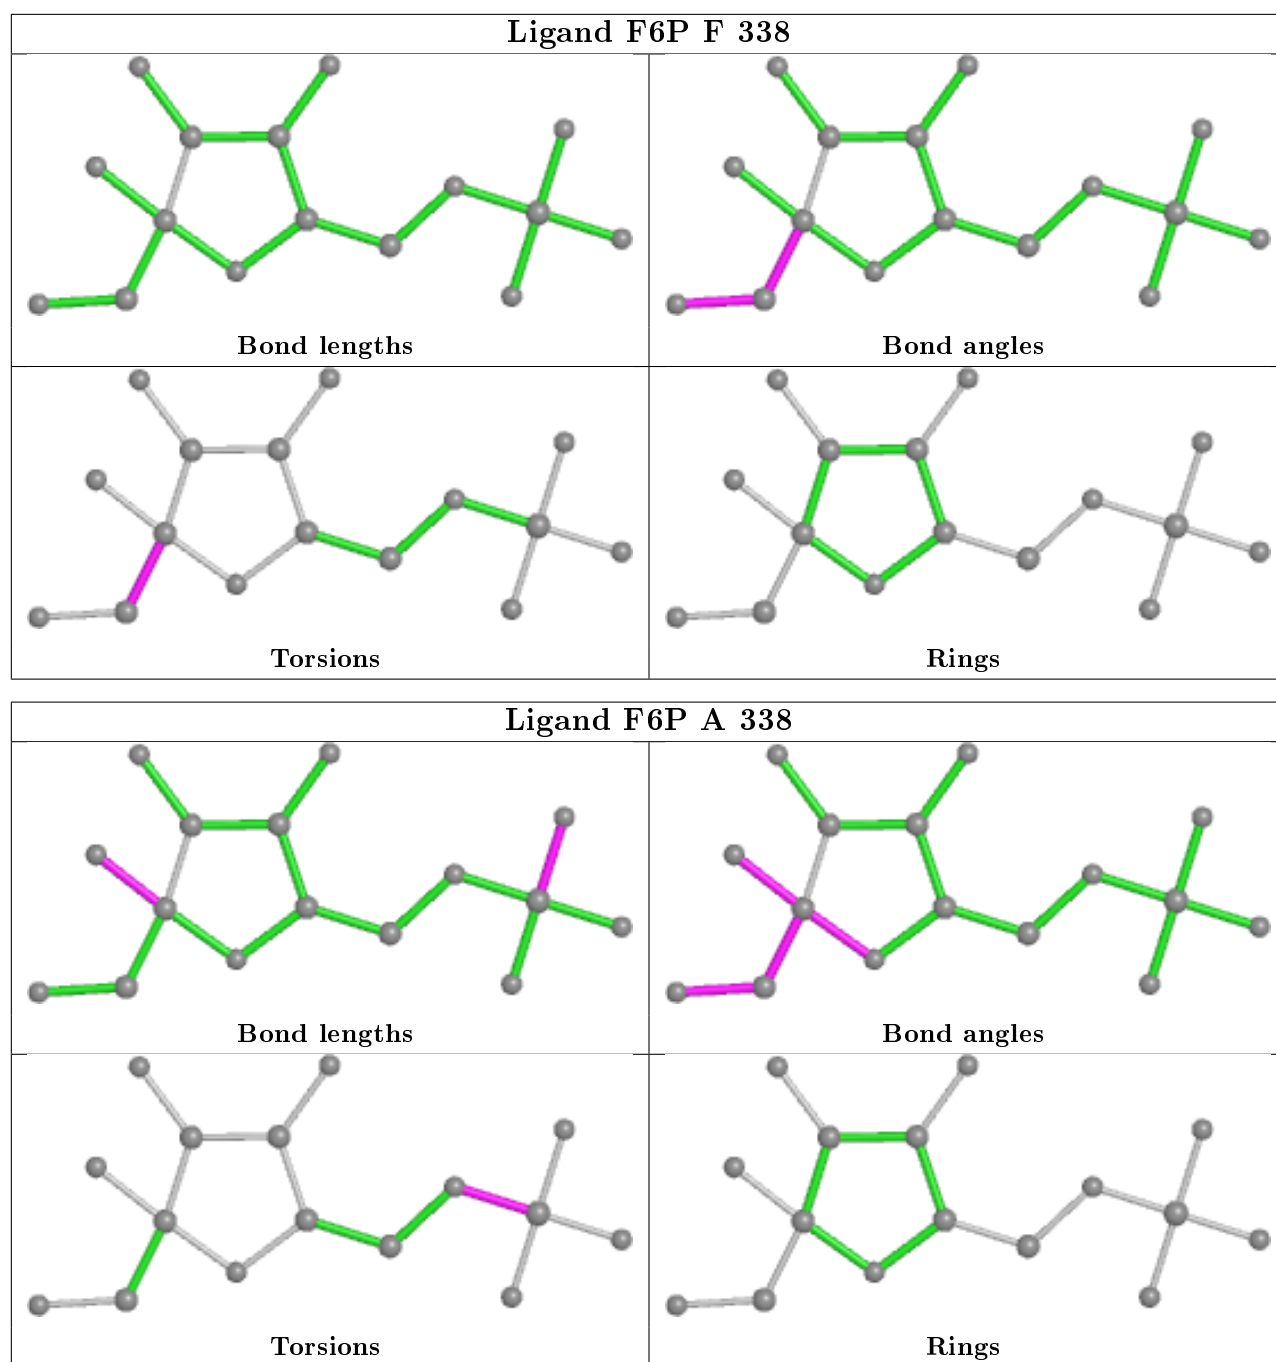 Ligand F6P F 338
Bond lengths
Bond angles
Torsions
Rings
Ligand F6P A 338
Bond lengths
Bond angles
Torsions
Rings